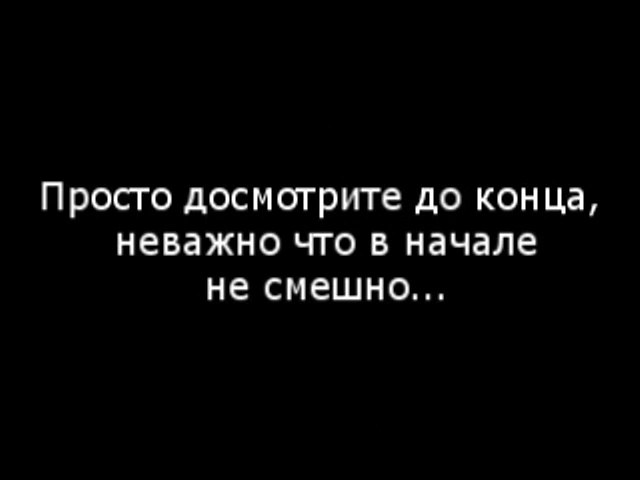 Просто досмотрите до конца,
неважно что в начале
не смешно...